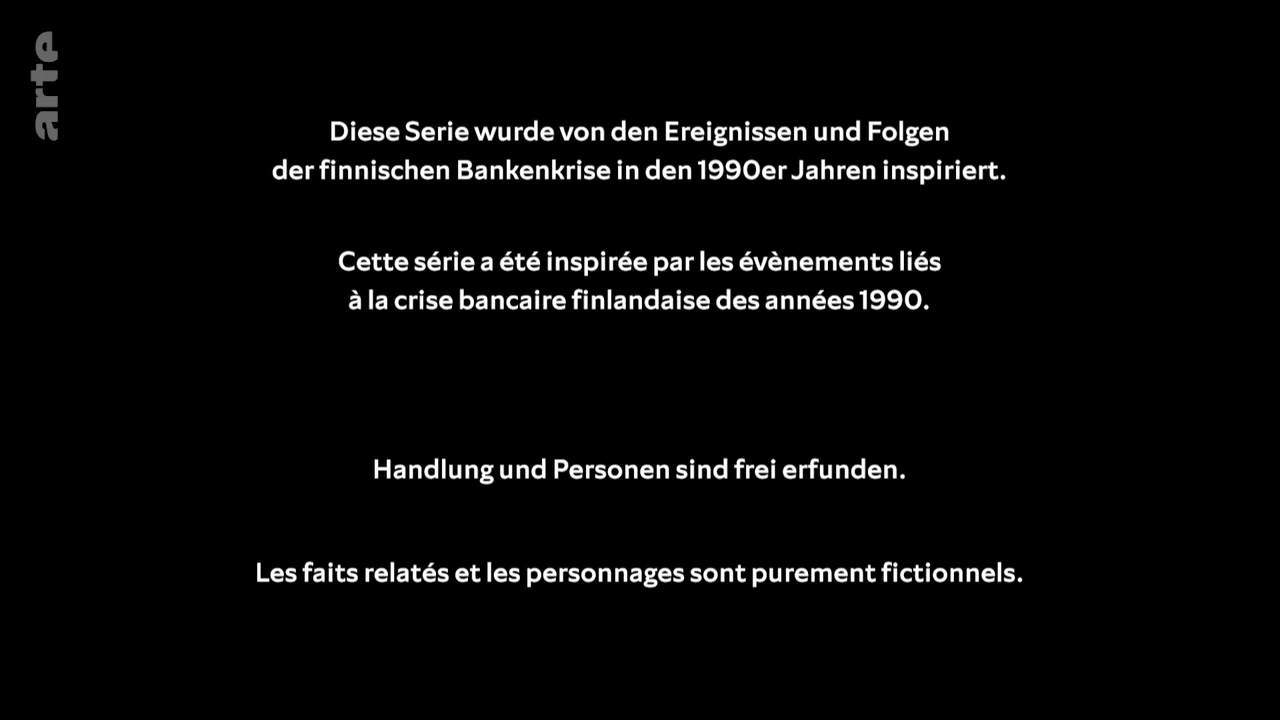 arte
Diese Serie wurde von den Ereignissen und Folgen
der finnischen Bankenkrise in den 1990er Jahren inspiriert.
Cette série a été inspirée par les évènements liés
à la crise bancaire finlandaise des années 1990.
Handlung und Personen sind frei erfunden.
Les faits relatés et les personnages sont purement fictionnels.